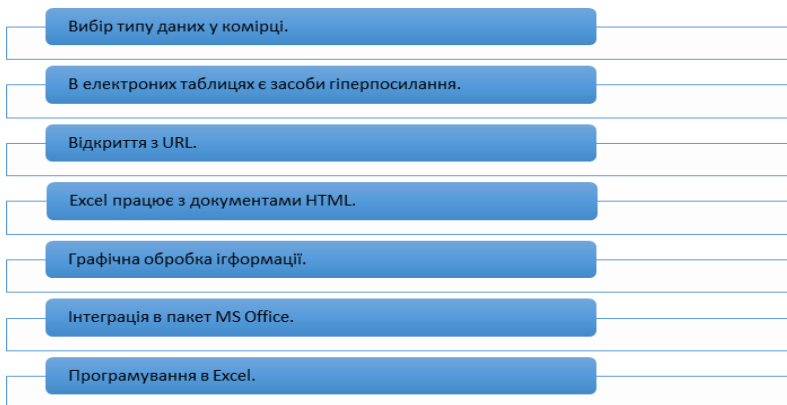 Вибір типу даних у комірці.
В електроних таблицях є засоби гіперпосилання.
Відкриття з URL.
Excel працює з документами HTML.
Графічна обробка ігформації.
Інтеграція в пакет MS Office.
Програмування в Excel.